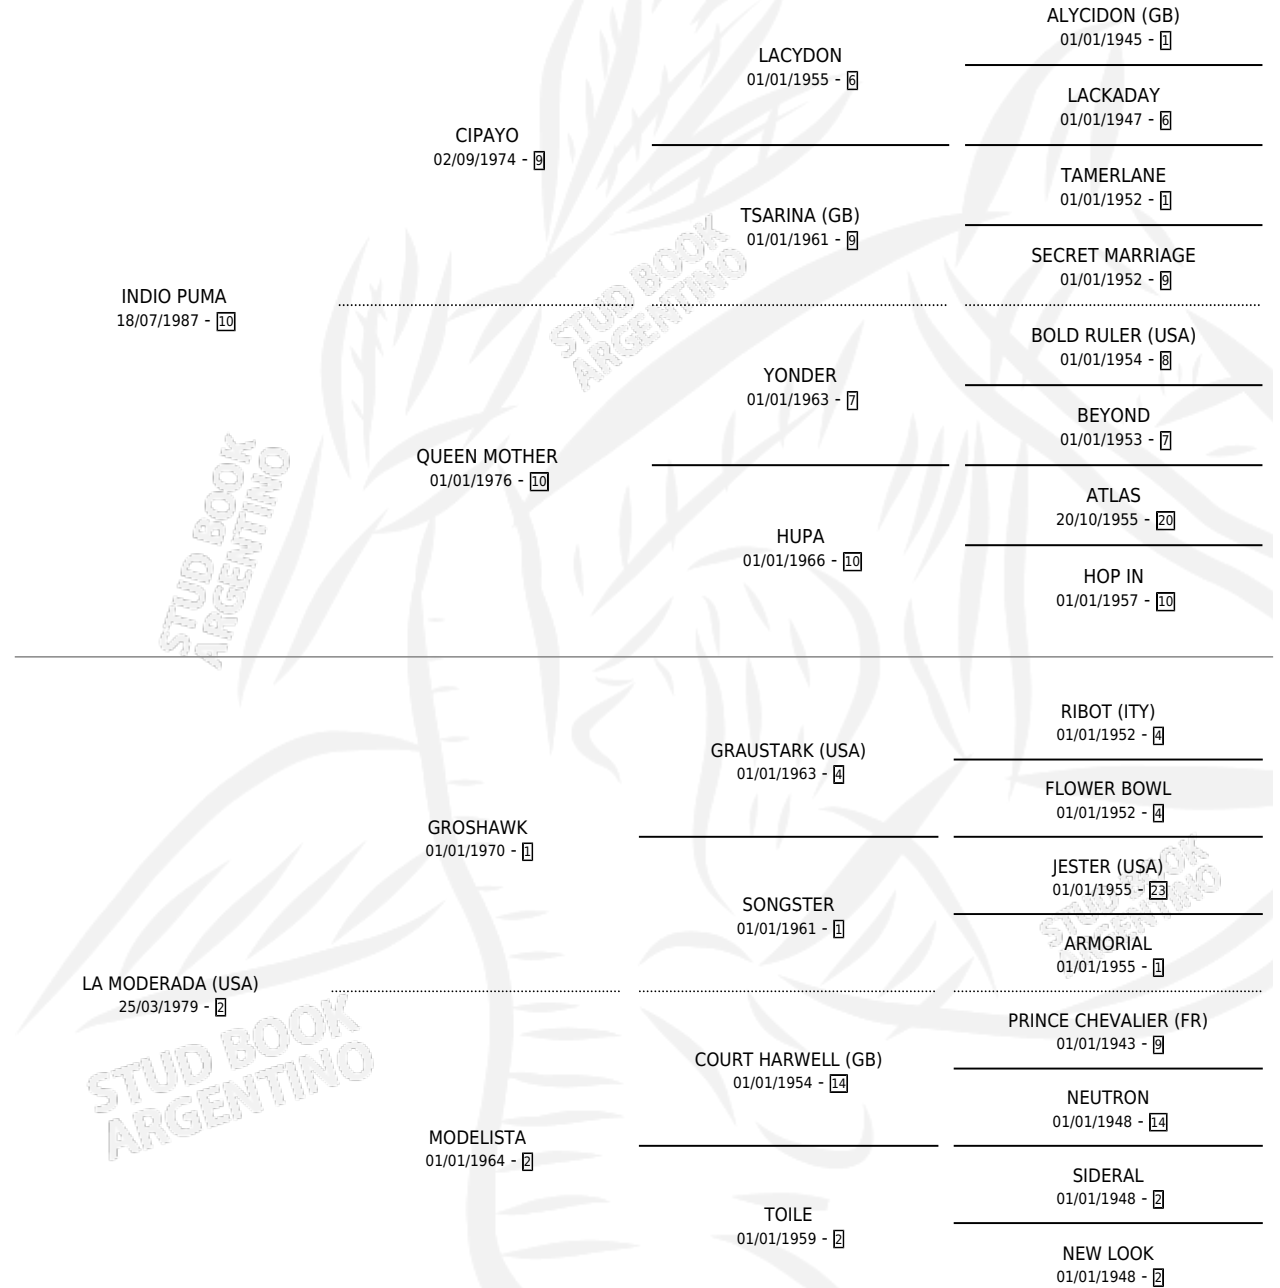 ALYCIDON (GB)
01/01/1945 - 1
LACYDON
01/01/1955 - 6
LACKADAY
01/01/1947 - 6
CIPAYO
02/09/1974 - 9
TAMERLANE
01/01/1952 - 1
TSARINA (GB)
01/01/1961 - 9
SECRET MARRIAGE
01/01/1952 - 9
INDIO PUMA
18/07/1987 - 10
BOLD RULER (USA)
01/01/1954 - 8
YONDER
01/01/1963 - 7
BEYOND
01/01/1953 - 7
QUEEN MOTHER
01/01/1976 - 10
ATLAS
20/10/1955 - 20
HUPA
01/01/1966 - 10
HOP IN
01/01/1957 - 10
STUD BOOK
ARGENTINO
STUD BOOK
ARGENTINO
RIBOT (ITY)
01/01/1952 - 4
GRAUSTARK (USA)
01/01/1963 - 4
FLOWER BOWL
01/01/1952 - 4
GROSHAWK
01/01/1970 - 1
JESTER (USA)
01/01/1955 - 23
SONGSTER
01/01/1961 - 1
ARMORIAL
01/01/1955 - 1
LA MODERADA (USA)
25/03/1979 - 2
PRINCE CHEVALIER (FR)
01/01/1943 - 9
COURT HARWELL (GB)
01/01/1954 - 14
NEUTRON
01/01/1948 - 14
MODELISTA
01/01/1964 - 2
SIDERAL
01/01/1948 - 2
TOILE
01/01/1959 - 2
NEW LOOK
01/01/1948 - 2
STUD BOOK
ARGENTINO
STUD BOOK
ARGENTINO